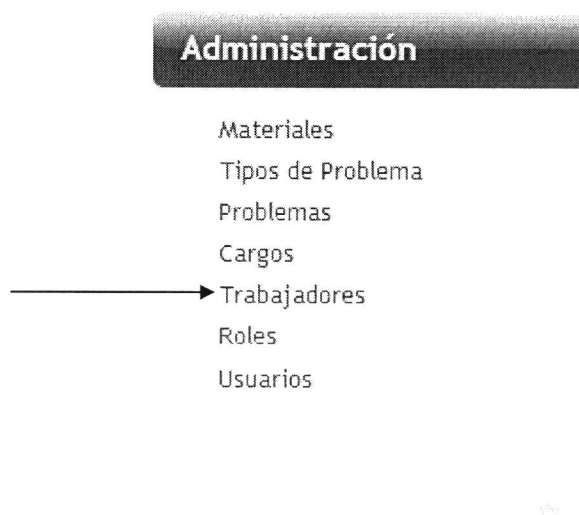 Administración
Materiales
Tipos de Problema
Problemas
Cargos
Trabajadores
Roles
Usuarios